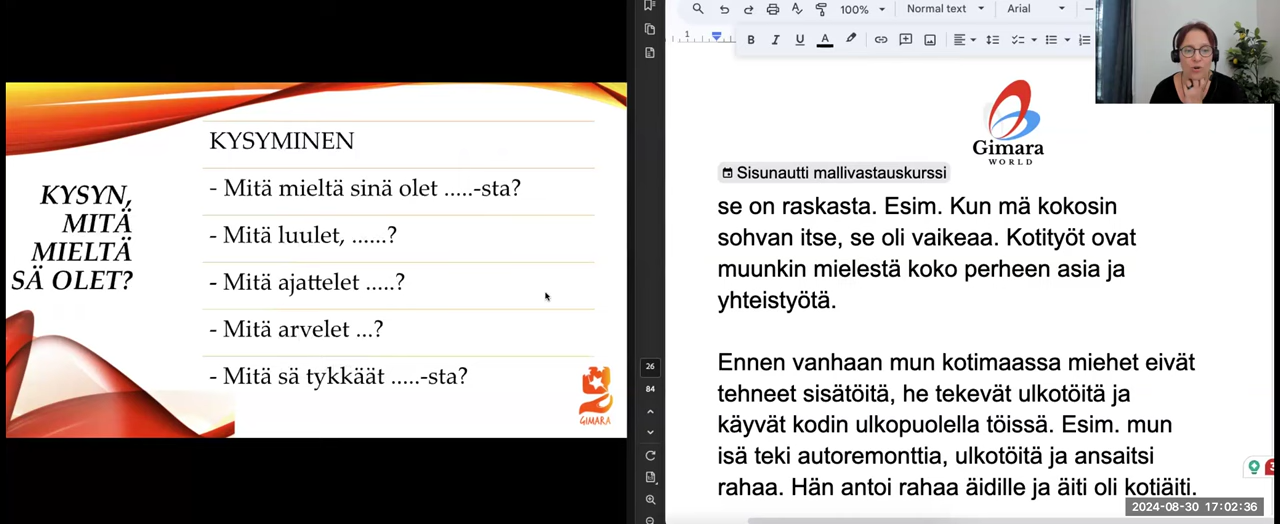 KYSYN,
MITÄ
MIELTÄ
SÄ OLET?
KYSYMINEN
- Mitä mieltä sinä olet .....-sta?
- Mitä luulet, ......?
- Mitä ajattelet .....?
- Mitä arvelet ...?
- Mitä sä tykkäät .....-sta?
GIMARA
26
84
100%
Normal text
Arial
B I U A
1
Gimara
WORLD
Sisunautti mallivastauskurssi
se on raskasta. Esim. Kun mä kokosin
sohvan itse, se oli vaikeaa. Kotityöt ovat
muunkin mielestä koko perheen asia ja
yhteistyötä.
Ennen vanhaan mun kotimaassa miehet eivät
tehneet sisätöitä, he tekevät ulkotöitä ja
käyvät kodin ulkopuolella töissä. Esim. mun
isä teki autoremonttia, ulkotöitä ja ansaitsi
rahaa. Hän antoi rahaa äidille ja äiti oli kotiäiti.
2024-08-30 17:02:36